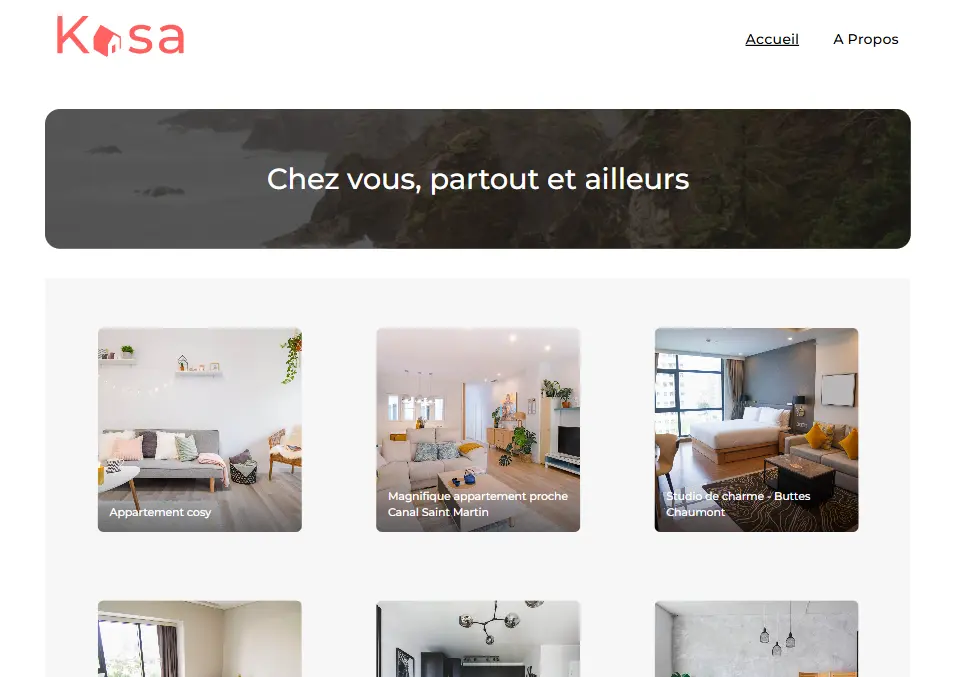 Kasa
Accueil
A Propos
Chez vous, partout et ailleurs
Appartement cosy
Magnifique appartement proche
Canal Saint Martin
Studio de charme - Buttes
Chaumont